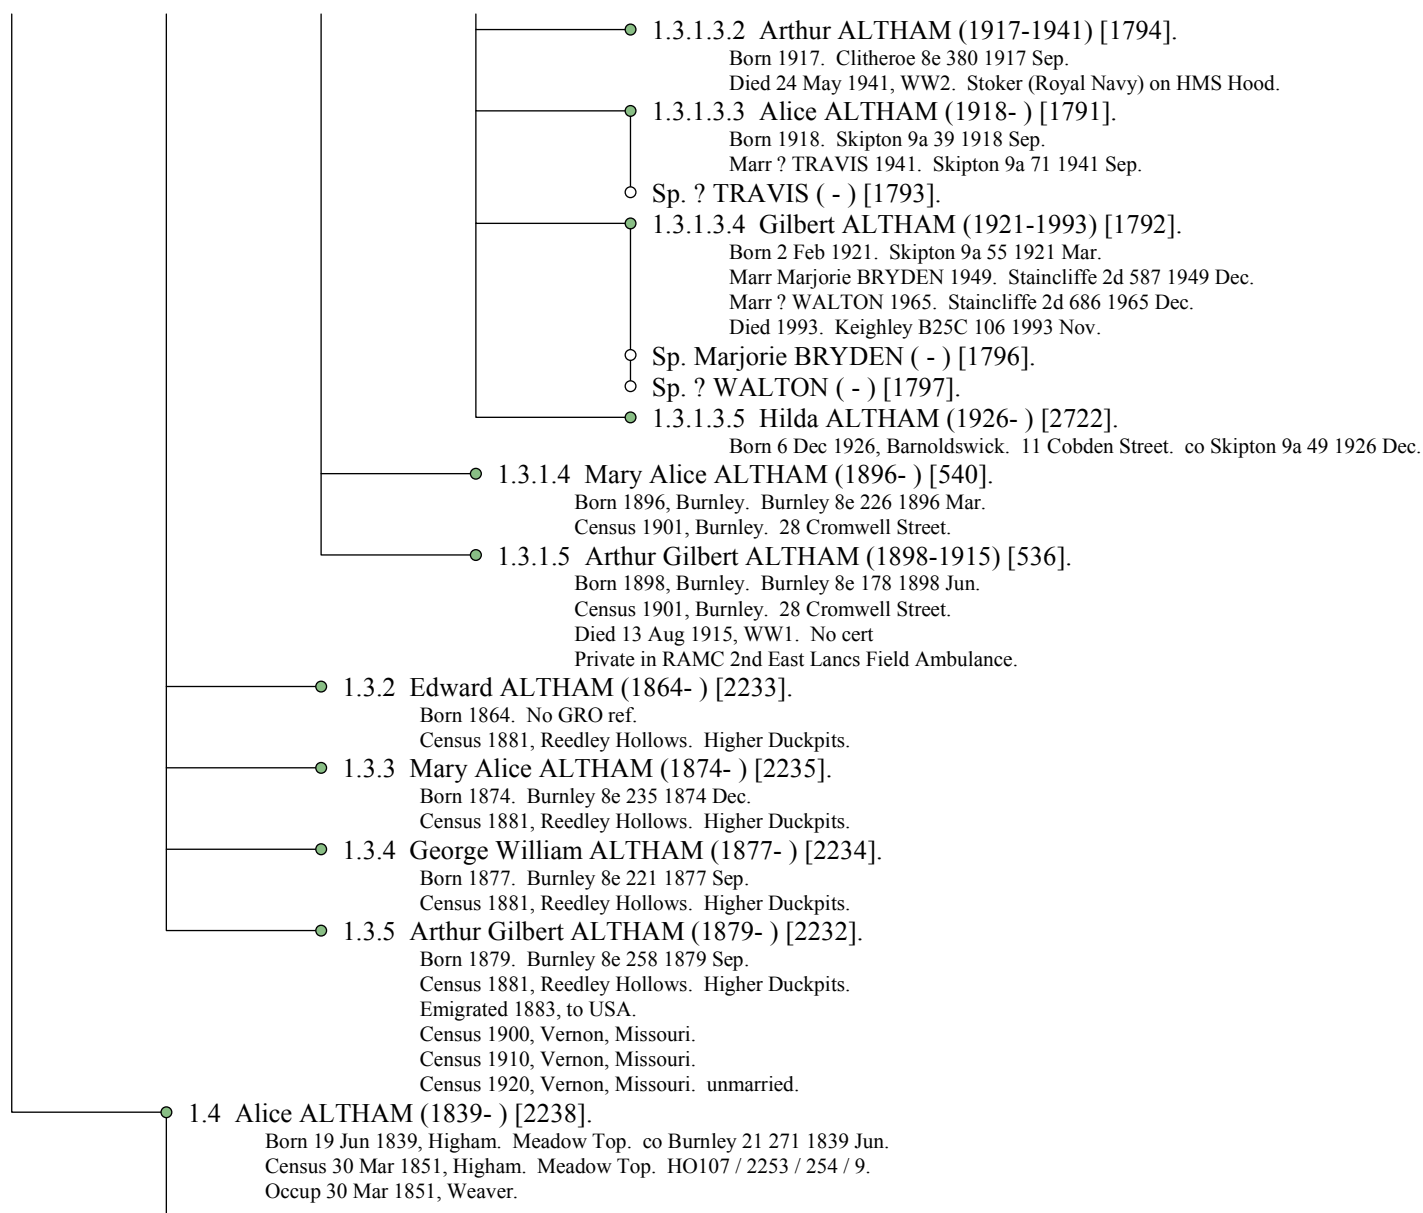 1.3.1.3.2 Arthur ALTHAM (1917-1941) [1794].
Born 1917. Clitheroe 8e 380 1917 Sep.
Died 24 May 1941, WW2. Stoker (Royal Navy) on HMS Hood.
1.3.1.3.3 Alice ALTHAM (1918- ) [1791].
Born 1918. Skipton 9a 39 1918 Sep.
Marr ? TRAVIS 1941. Skipton 9a 71 1941 Sep.
Sp. ? TRAVIS ( - ) [1793].
1.3.1.3.4 Gilbert ALTHAM (1921-1993) [1792].
Born 2 Feb 1921. Skipton 9a 55 1921 Mar.
Marr Marjorie BRYDEN 1949. Staincliffe 2d 587 1949 Dec.
Marr ? WALTON 1965. Staincliffe 2d 686 1965 Dec.
Died 1993. Keighley B25C 106 1993 Nov.
Sp. Marjorie BRYDEN ( - ) [1796].
Sp. ? WALTON ( - ) [1797].
1.3.1.3.5 Hilda ALTHAM (1926- ) [2722].
Born 6 Dec 1926, Barnoldswick. 11 Cobden Street. co Skipton 9a 49 1926 Dec.
1.3.1.4 Mary Alice ALTHAM (1896- ) [540].
Born 1896, Burnley. Burnley 8e 226 1896 Mar.
Census 1901, Burnley. 28 Cromwell Street.
1.3.1.5 Arthur Gilbert ALTHAM (1898-1915) [536].
Born 1898, Burnley. Burnley 8e 178 1898 Jun.
Census 1901, Burnley. 28 Cromwell Street.
Died 13 Aug 1915, WW1. No cert
Private in RAMC 2nd East Lancs Field Ambulance.
1.3.2 Edward ALTHAM (1864- ) [2233].
Born 1864. No GRO ref.
Census 1881, Reedley Hollows. Higher Duckpits.
1.3.3 Mary Alice ALTHAM (1874- ) [2235].
Born 1874. Burnley 8e 235 1874 Dec.
Census 1881, Reedley Hollows. Higher Duckpits.
1.3.4 George William ALTHAM (1877- ) [2234].
Born 1877. Burnley 8e 221 1877 Sep.
Census 1881, Reedley Hollows. Higher Duckpits.
1.3.5 Arthur Gilbert ALTHAM (1879- ) [2232].
Born 1879. Burnley 8e 258 1879 Sep.
Census 1881, Reedley Hollows. Higher Duckpits.
Emigrated 1883, to USA.
Census 1900, Vernon, Missouri.
Census 1910, Vernon, Missouri.
Census 1920, Vernon, Missouri. unmarried.
1.4 Alice ALTHAM (1839- ) [2238].
Born 19 Jun 1839, Higham. Meadow Top. co Burnley 21 271 1839 Jun.
Census 30 Mar 1851, Higham. Meadow Top. HO107 / 2253 / 254 / 9.
Occup 30 Mar 1851, Weaver.